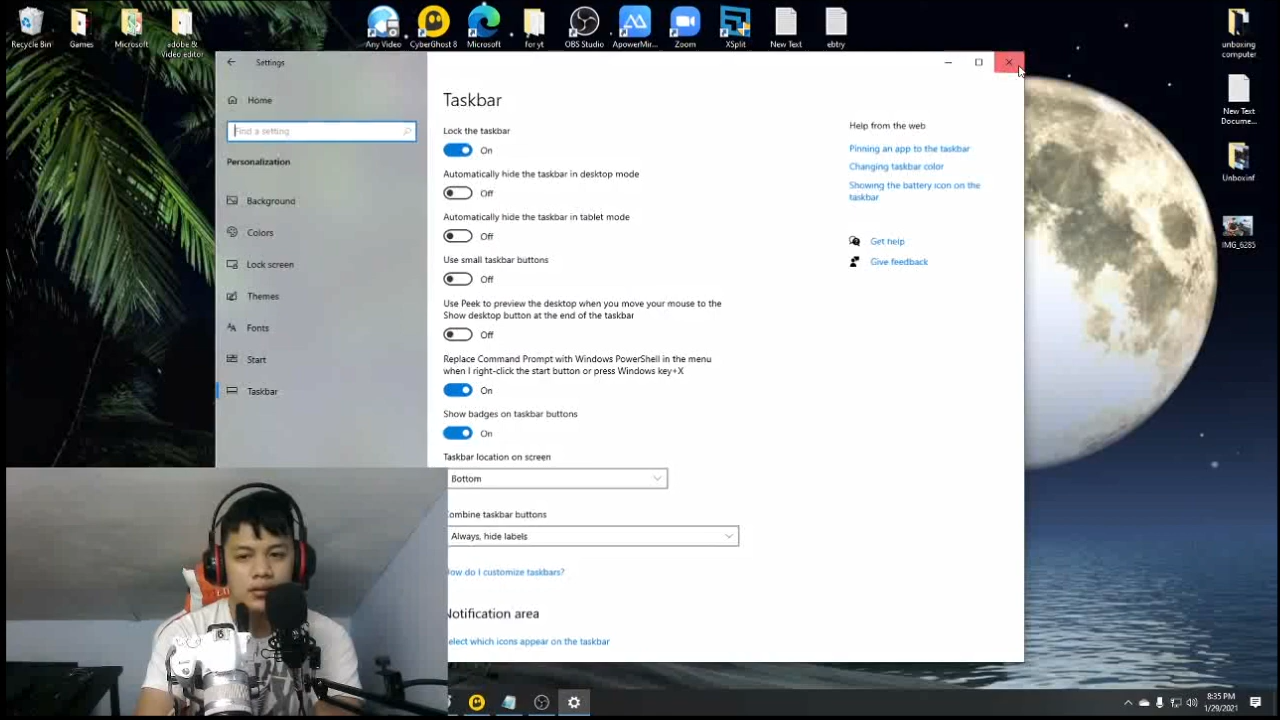 Recycle Bin
Games
Microsoft
adobe &
Video editor
Any Video
CyberGhost 8
Microsoft
for yt
OBS Studio
ApowerMir...
Zoom
XSplit
New Text
ebtry
unboxing
computer
Settings
Home
Find a setting
Personalization
Background
Colors
Lock screen
Themes
Fonts
Start
Taskbar
Taskbar
Lock the taskbar
On
Automatically hide the taskbar in desktop mode
Off
Automatically hide the taskbar in tablet mode
Off
Use small taskbar buttons
Off
Use Peek to preview the desktop when you move your mouse to the
Show desktop button at the end of the taskbar
Off
Replace Command Prompt with Windows PowerShell in the menu
when I right-click the start button or press Windows key+X
On
Show badges on taskbar buttons
On
Taskbar location on screen
Bottom
Combine taskbar buttons
Always, hide labels
How do I customize taskbars?
Notification area
elect which icons appear on the taskbar
Help from the web
Pinning an app to the taskbar
Changing taskbar color
Showing the battery icon on the
taskbar
Get help
Give feedback
New Text
Docume...
Unboxinf
IMG_6285
8:35 PM
1/29/2021